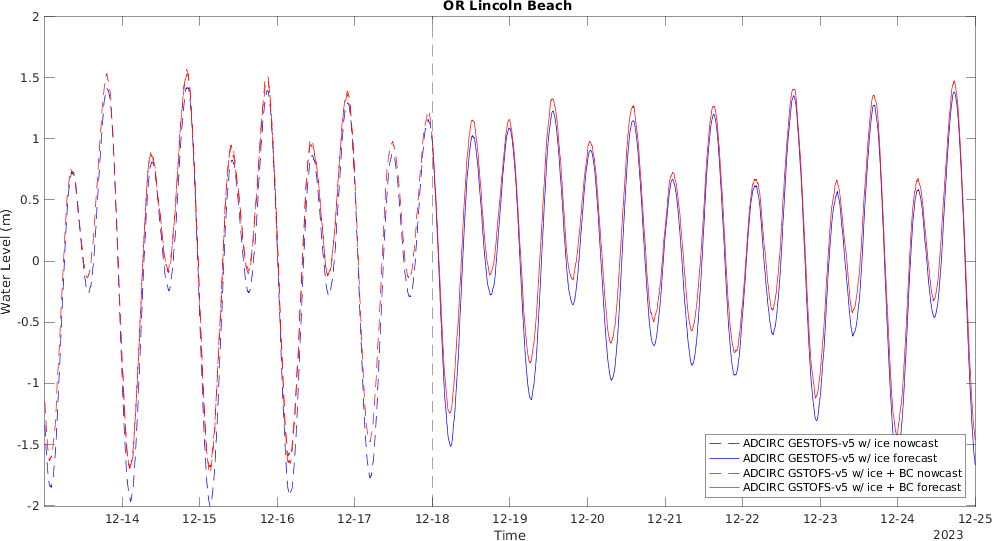 OR Lincoln Beach
2
1.5
1
0.5
0
-0.5
-1
-1.5
-2
Water Level (m)
12-14 12-15 12-16 12-17 12-18 12-19 12-20 12-21 12-22 12-23 12-24 12-25
Time
2023
ADCIRC GESTOFS-v5 w/ ice nowcast
ADCIRC GESTOFS-v5 w/ ice forecast
ADCIRC GSTOFS-v5 w/ ice + BC nowcast
ADCIRC GSTOFS-v5 w/ ice + BC forecast